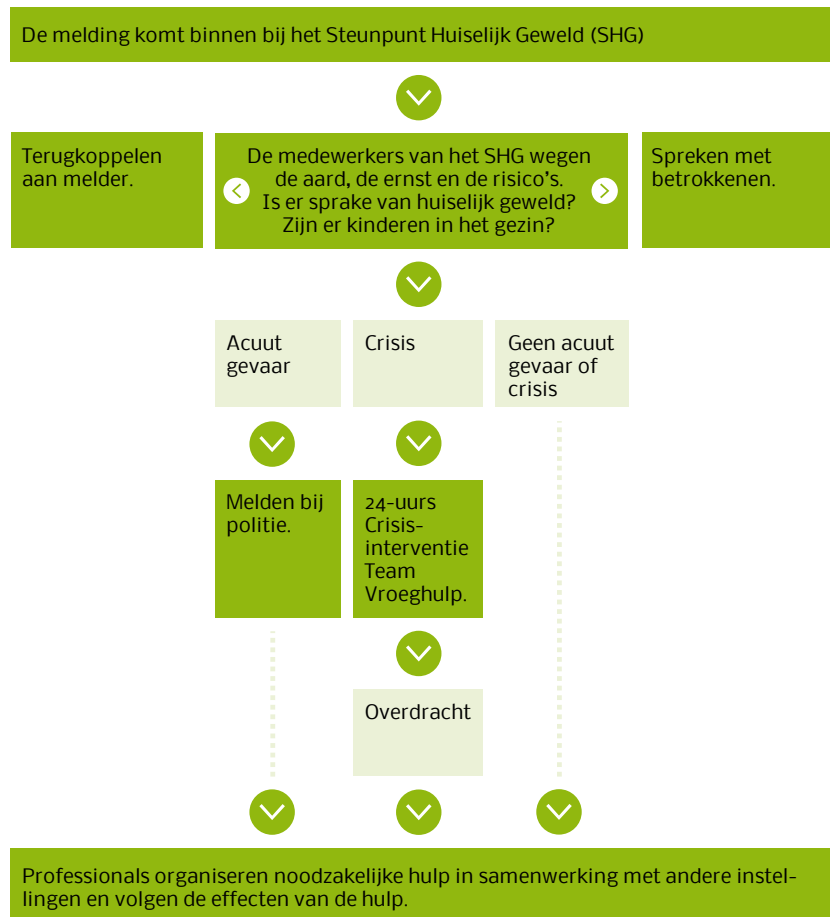 De melding komt binnen bij het Steunpunt Huiselijk Geweld (SHG)
Terugkoppelen
aan melder.
De medewerkers van het SHG wegen
de aard, de ernst en de risico's.
Is er sprake van huiselijk geweld?
Zijn er kinderen in het gezin?
Spreken met
betrokkenen.
Acuut
gevaar
Crisis
Geen acuut
gevaar of
crisis
Melden bij
politie.
24-uurs
Crisis-
interventie
Team
Vroeghulp.
Overdracht
Professionals organiseren noodzakelijke hulp in samenwerking met andere instel-
lingen en volgen de effecten van de hulp.